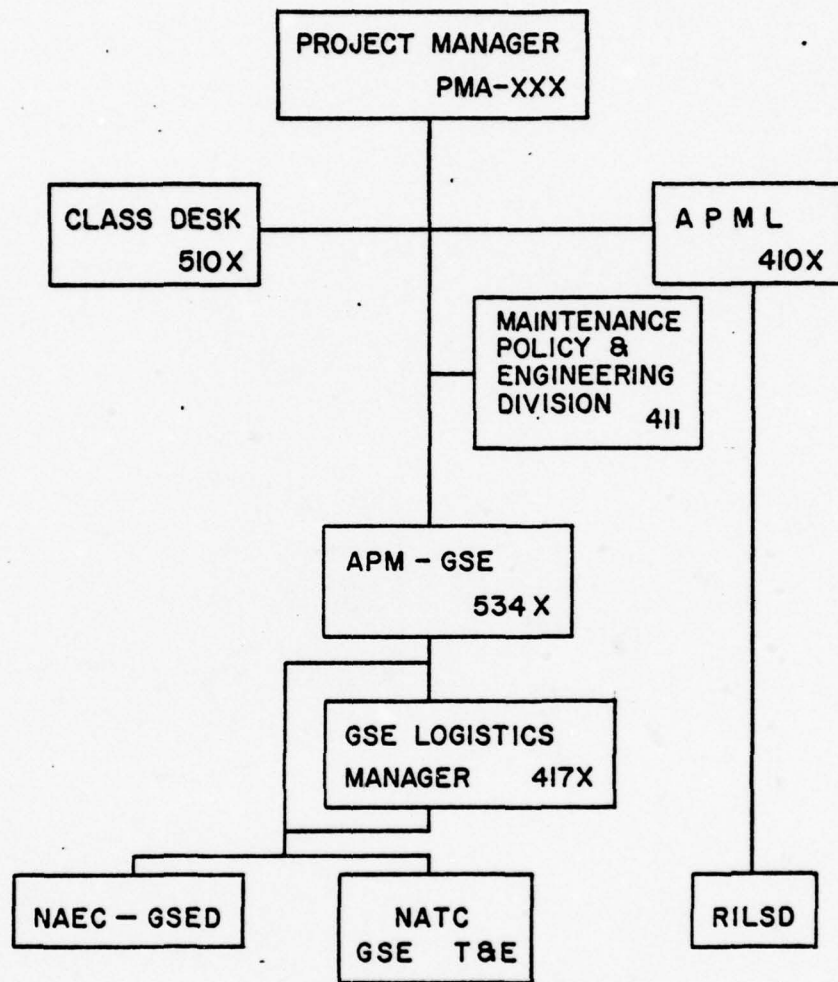 PROJECT MANAGER
PMA-XXX
CLASS DESK
510X
A P M L
410X
MAINTENANCE
POLICY &
ENGINEERING
DIVISION 411
APM - GSE
534X
GSE LOGISTICS
MANAGER 417X
NAEC - GSED
NATC
GSE T&E
RILSD